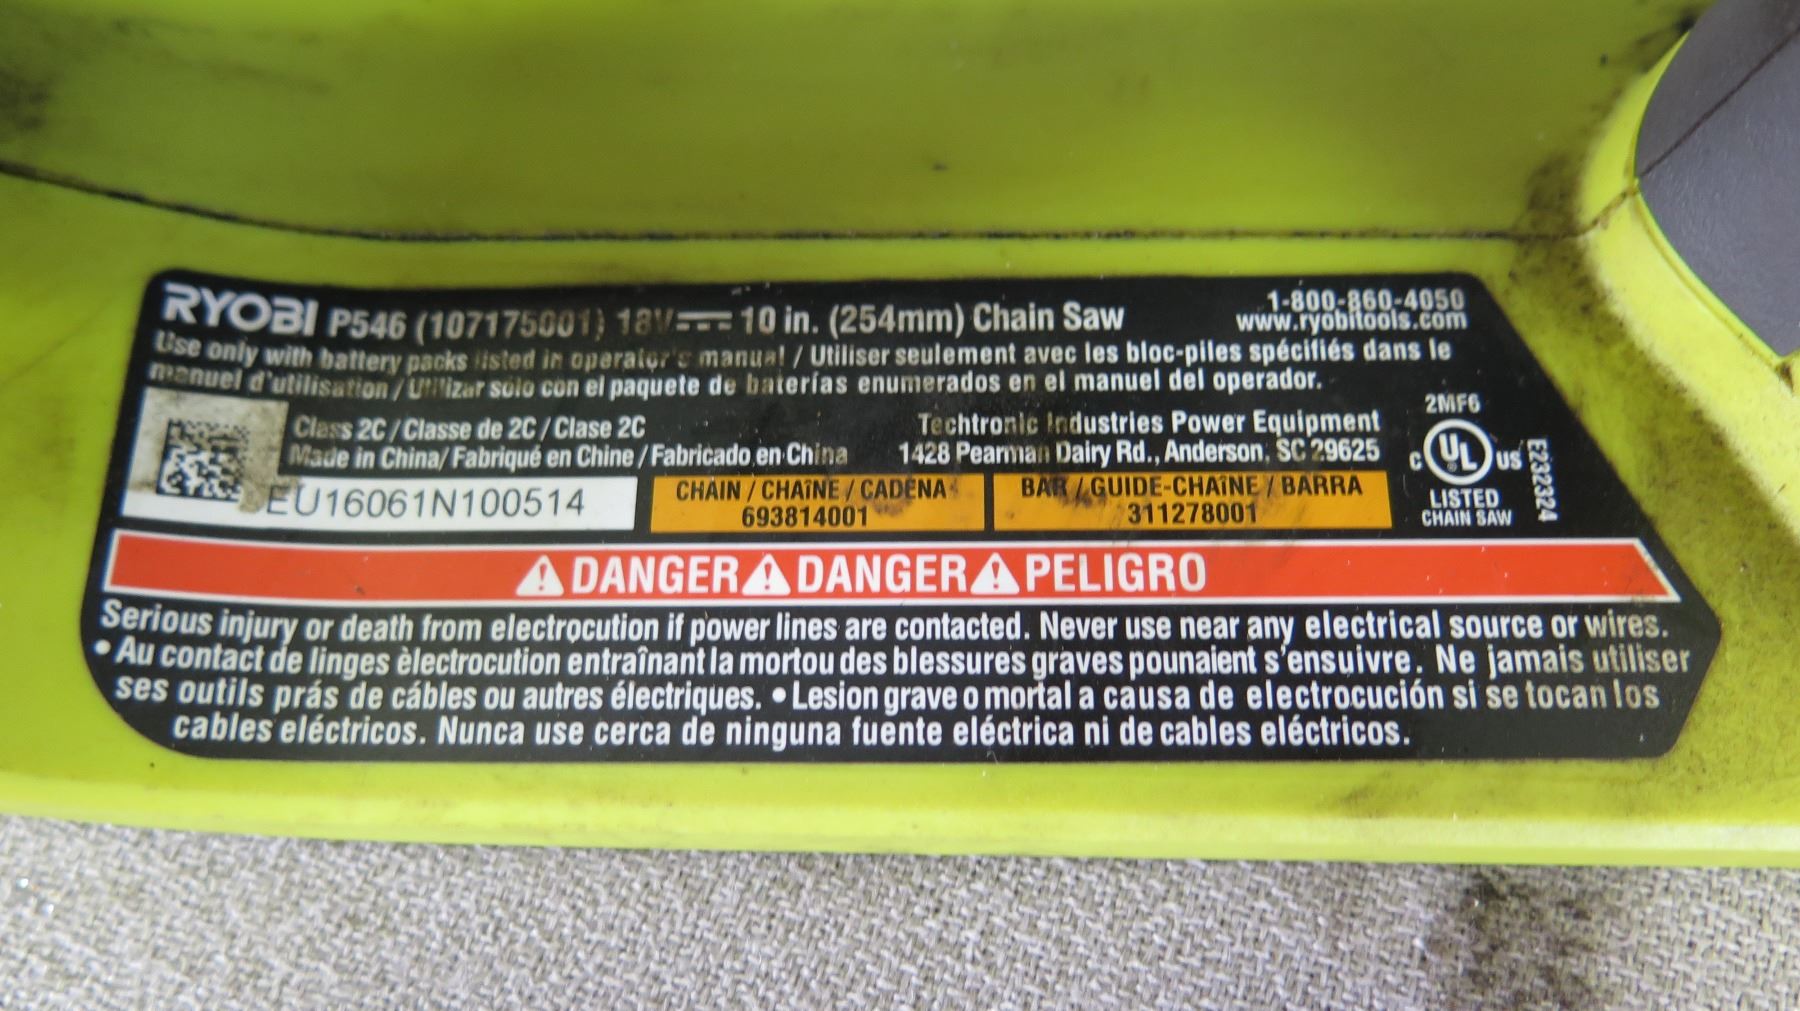 RYOBI P546 (107175001) 18V 10 in. (254mm) Chain Saw
1-800-860-4050
www.ryobitools.com
Use only with battery packs listed in operator's manual / Utiliser seulement avec les bloc-piles spécifiés dans le
manuel d'utilisation / Utilizar sólo con el paquete de baterías enumerados en el manuel del operador.
Class 2C / Classe de 2C / Clase 2C
Made in China/ Fabriqué en Chine / Fabricado en China
Techtronic Industries Power Equipment
1428 Pearman Dairy Rd., Anderson, SC 29625
2MF6
C UL US
®
LISTED
CHAIN SAW
E232324
EU16061N100514
CHAIN / CHAîNE / CADENA
693814001
BAR / GUIDE-CHAîNE / BARRA
311278001
DANGER DANGER PELIGRO
Serious injury or death from electrocution if power lines are contacted. Never use near any electrical source or wires.
• Au contact de linges èlectrocution entraînant la mortou des blessures graves pounaient s'ensuivre. Ne jamais utiliser
ses outils prás de cábles ou autres électriques. • Lesion grave o mortal a causa de electrocución si se tocan los
cables eléctricos. Nunca use cerca de ninguna fuente eléctrica ni de cables eléctricos.